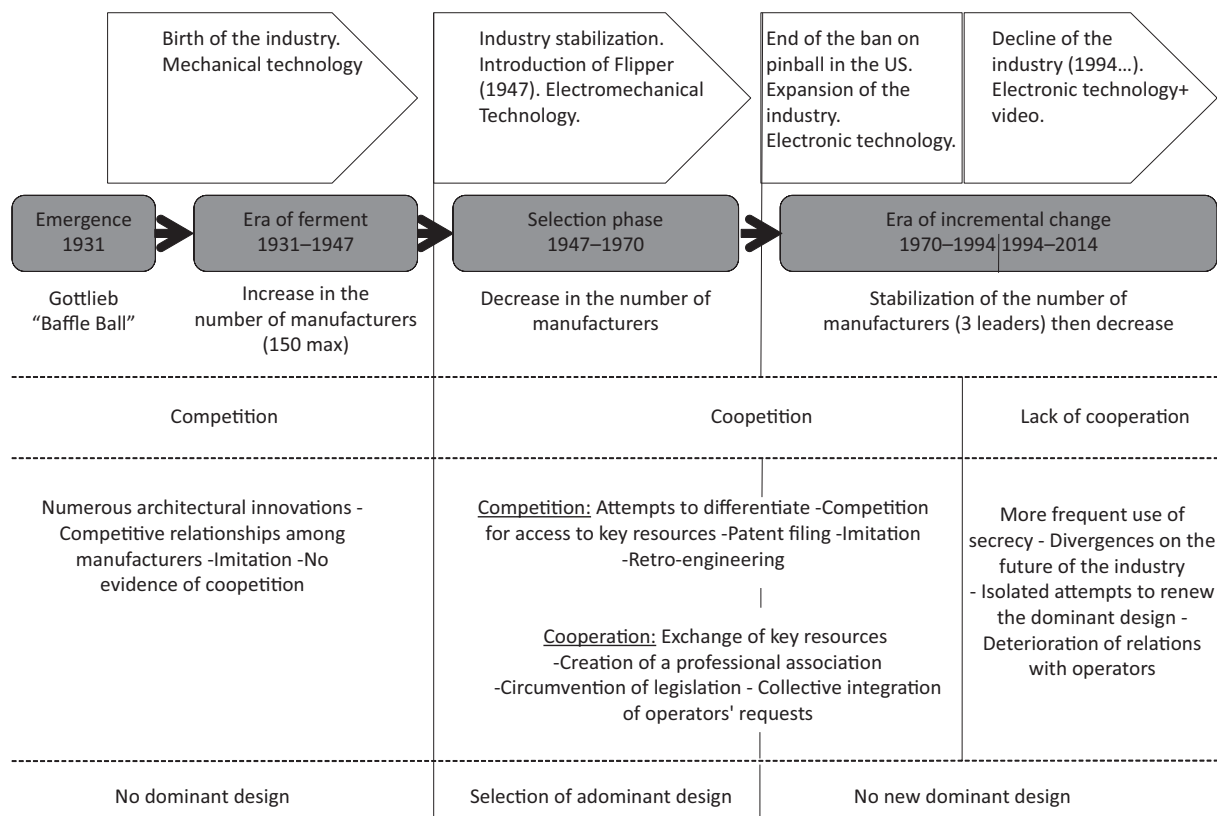 Birth of the industry.
Mechanical technology
Industry stabilization.
Introduction of Flipper
(1947). Electromechanical
Technology.
End of the ban on
pinball in the US.
Expansion of the
industry.
Electronic technology.
Decline of the
industry (1994...).
Electronic technology+
video.
Emergence
1931
Era of ferment
1931–1947
Selection phase
1947–1970
Era of incremental change
1970–1994 1994–2014
Gottlieb
“Baffle Ball”
Increase in the
number of manufacturers
(150 max)
Decrease in the number of
manufacturers
Stabilization of the number of
manufacturers (3 leaders) then decrease
Competition
Coopetition
Lack of cooperation
Numerous architectural innovations -
Competitive relationships among
manufacturers -Imitation -No
evidence of coopetition
Competition: Attempts to differentiate -Competition
for access to key resources -Patent filing -Imitation
-Retro-engineering
Cooperation: Exchange of key resources
-Creation of a professional association
-Circumvention of legislation - Collective integration
of operators' requests
More frequent use of
secrecy - Divergences on the
future of the industry
- Isolated attempts to renew
the dominant design -
Deterioration of relations
with operators
No dominant design
Selection of adominant design
No new dominant design